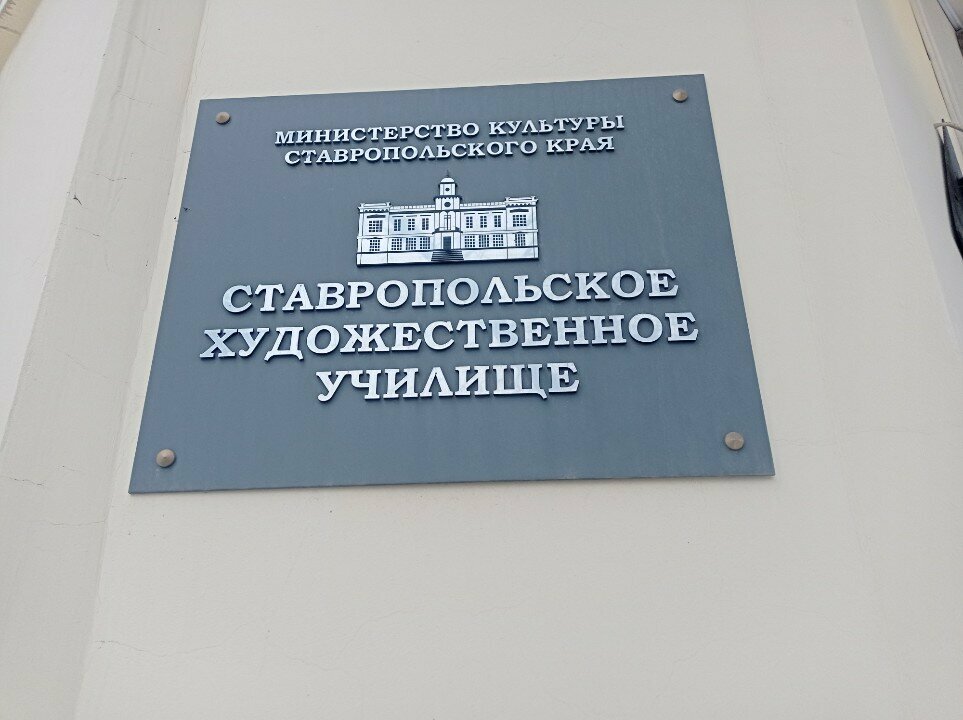 МИНИСТЕРСТВО КУЛЬТУРЫ
СТАВРОПОЛЬСКОГО КРАЯ
СТАВРОПОЛЬСКОЕ
ХУДОЖЕСТВЕННОЕ
УЧИЛИЩЕ